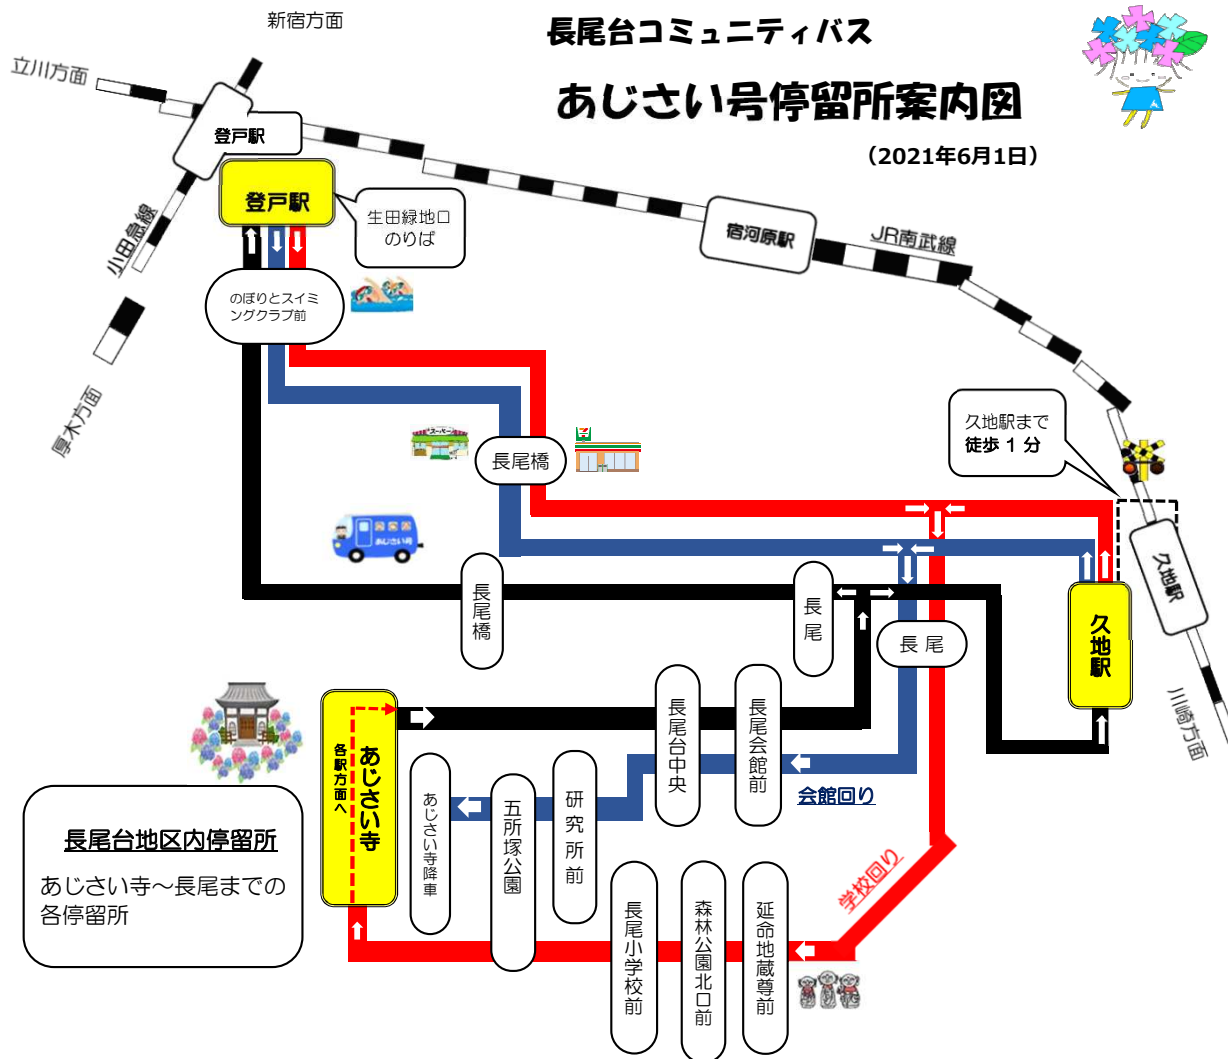 新宿方面
長尾台コミュニティバス
あじさい号停留所案内図
（2021年6月1日）
立川方面
登戸駅
登戸駅
生田緑地口
のりば
小田急線
厚木方面
宿河原駅
JR南武線
のぼりとスイミ
ングクラブ前
スーパー
7
長尾橋
久地駅まで
徒歩１分
あじさい号
長尾橋
長尾
長尾
久地駅
久地駅
川崎方面
あじさい寺
各駅方面へ
長尾台中央
長尾会館前
会館回り
あじさい寺降車
五所塚公園
研究所前
学校回り
長尾小学校前
森林公園北口前
延命地蔵尊前
長尾台地区内停留所
あじさい寺～長尾までの
各停留所